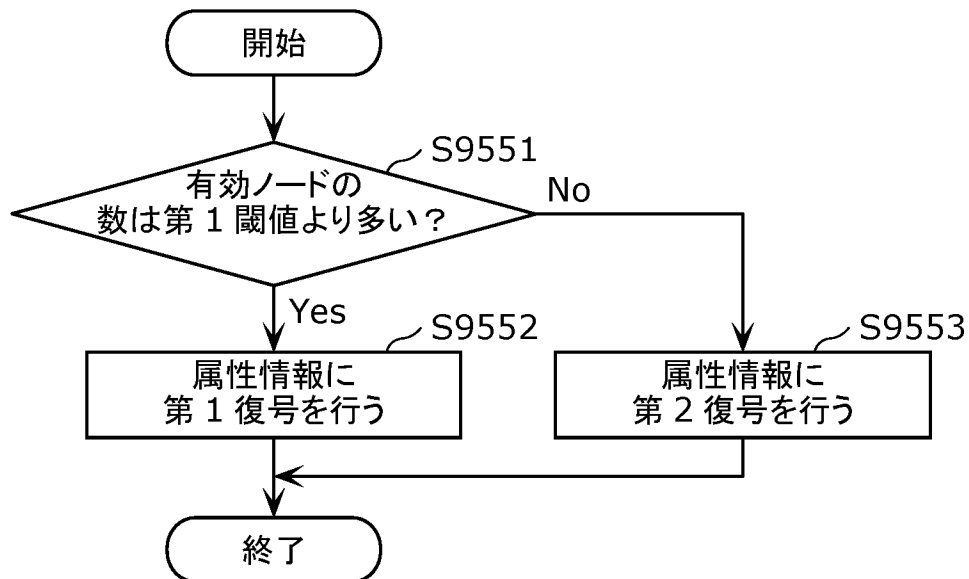 開始
S9551
有効ノードの
数は第1閾値より多い？
No
Yes
S9552
属性情報に
第1復号を行う
S9553
属性情報に
第2復号を行う
終了